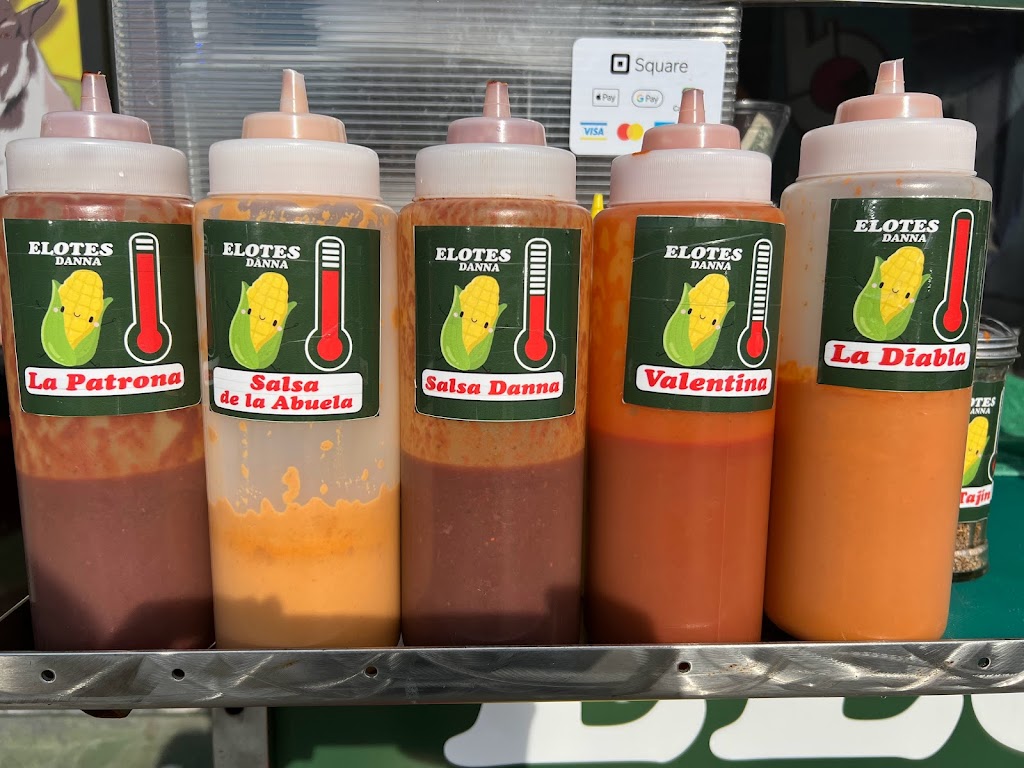 Square
Pay
G Pay
VISA
ELOTES
DANNA
La Patrona
ELOTES
DANNA
Salsa
de la Abuela
ELOTES
DANNA
Salsa Danna
ELOTES
DANNA
Valentina
ELOTES
DANNA
La Diabla
Tajín